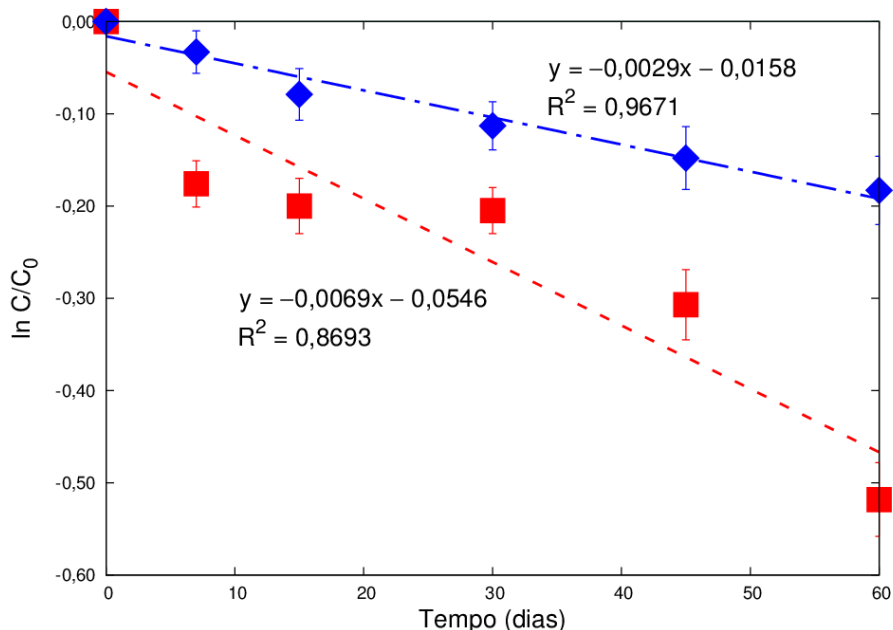 0,00
-0,10
-0,20
-0,30
-0,40
-0,50
-0,60
ln C/C₀
y = −0,0029x − 0,0158
R² = 0,9671
y = −0,0069x − 0,0546
R² = 0,8693
0 10 20 30 40 50 60
Tempo (dias)